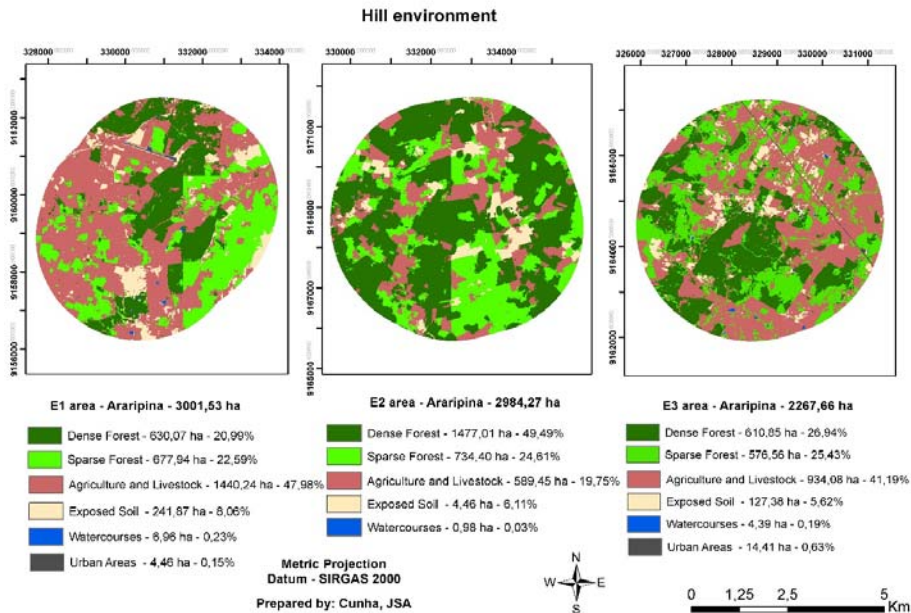 Hill environment
328000 330000 332000 334000
330000 332000 334000
326000 327000 328000 329000 330000 331000
9156000
9158000
9160000
9165000
9167000
9171000
9162000
9164000
E1 area - Araripina - 3001,53 ha
Dense Forest - 630,07 ha - 20,99%
Sparse Forest - 677,94 ha - 22,59%
Agriculture and Livestock - 1440,24 ha - 47,98%
Exposed Soil - 241,87 ha - 8,06%
Watercourses - 6,96 ha - 0,23%
Urban Areas - 4,46 ha - 0,15%
E2 area - Araripina - 2984,27 ha
Dense Forest - 1477,01 ha - 49,49%
Sparse Forest - 734,40 ha - 24,61%
Agriculture and Livestock - 589,45 ha - 19,75%
Exposed Soil - 4,46 ha - 6,11%
Watercourses - 0,98 ha - 0,03%
E3 area - Araripina - 2267,66 ha
Dense Forest - 610,85 ha - 26,94%
Sparse Forest - 576,56 ha - 25,43%
Agriculture and Livestock - 934,08 ha - 41,19%
Exposed Soil - 127,38 ha - 5,62%
Watercourses - 4,39 ha - 0,19%
Urban Areas - 14,41 ha - 0,63%
Metric Projection
Datum - SIRGAS 2000
Prepared by: Cunha, JSA
N
W E
S
0 1,25 2,5 5
Km